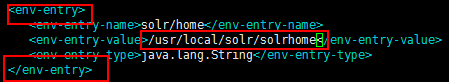 <env-entry>
<env-entry-name>solr/home</env-entry-name>
<env-entry-value>/usr/local/solr/solrhome</env-entry-value>
<env-entry-type>java.lang.String</env-entry-type>
</env-entry>